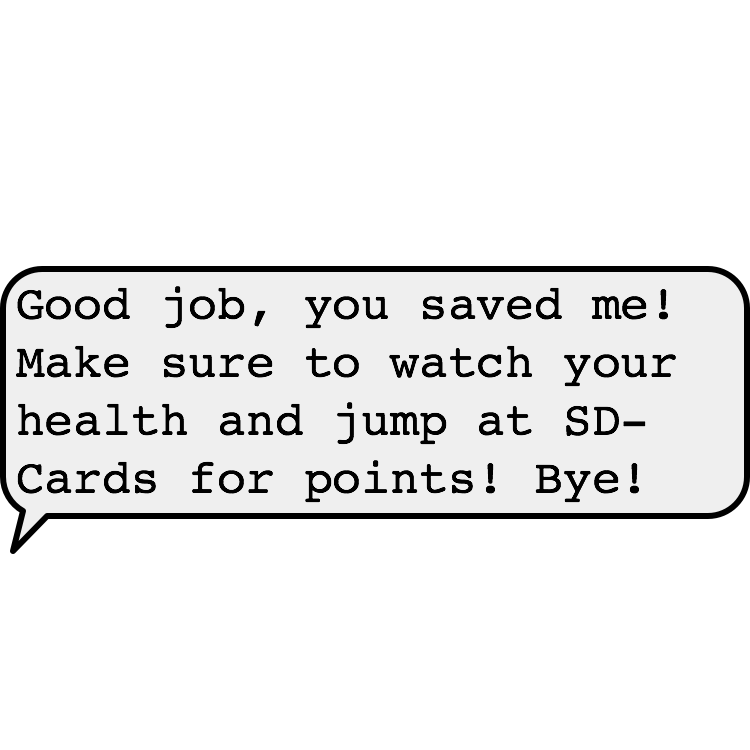 Good job, you saved me!
Make sure to watch your
health and jump at SD-
Cards for points! Bye!